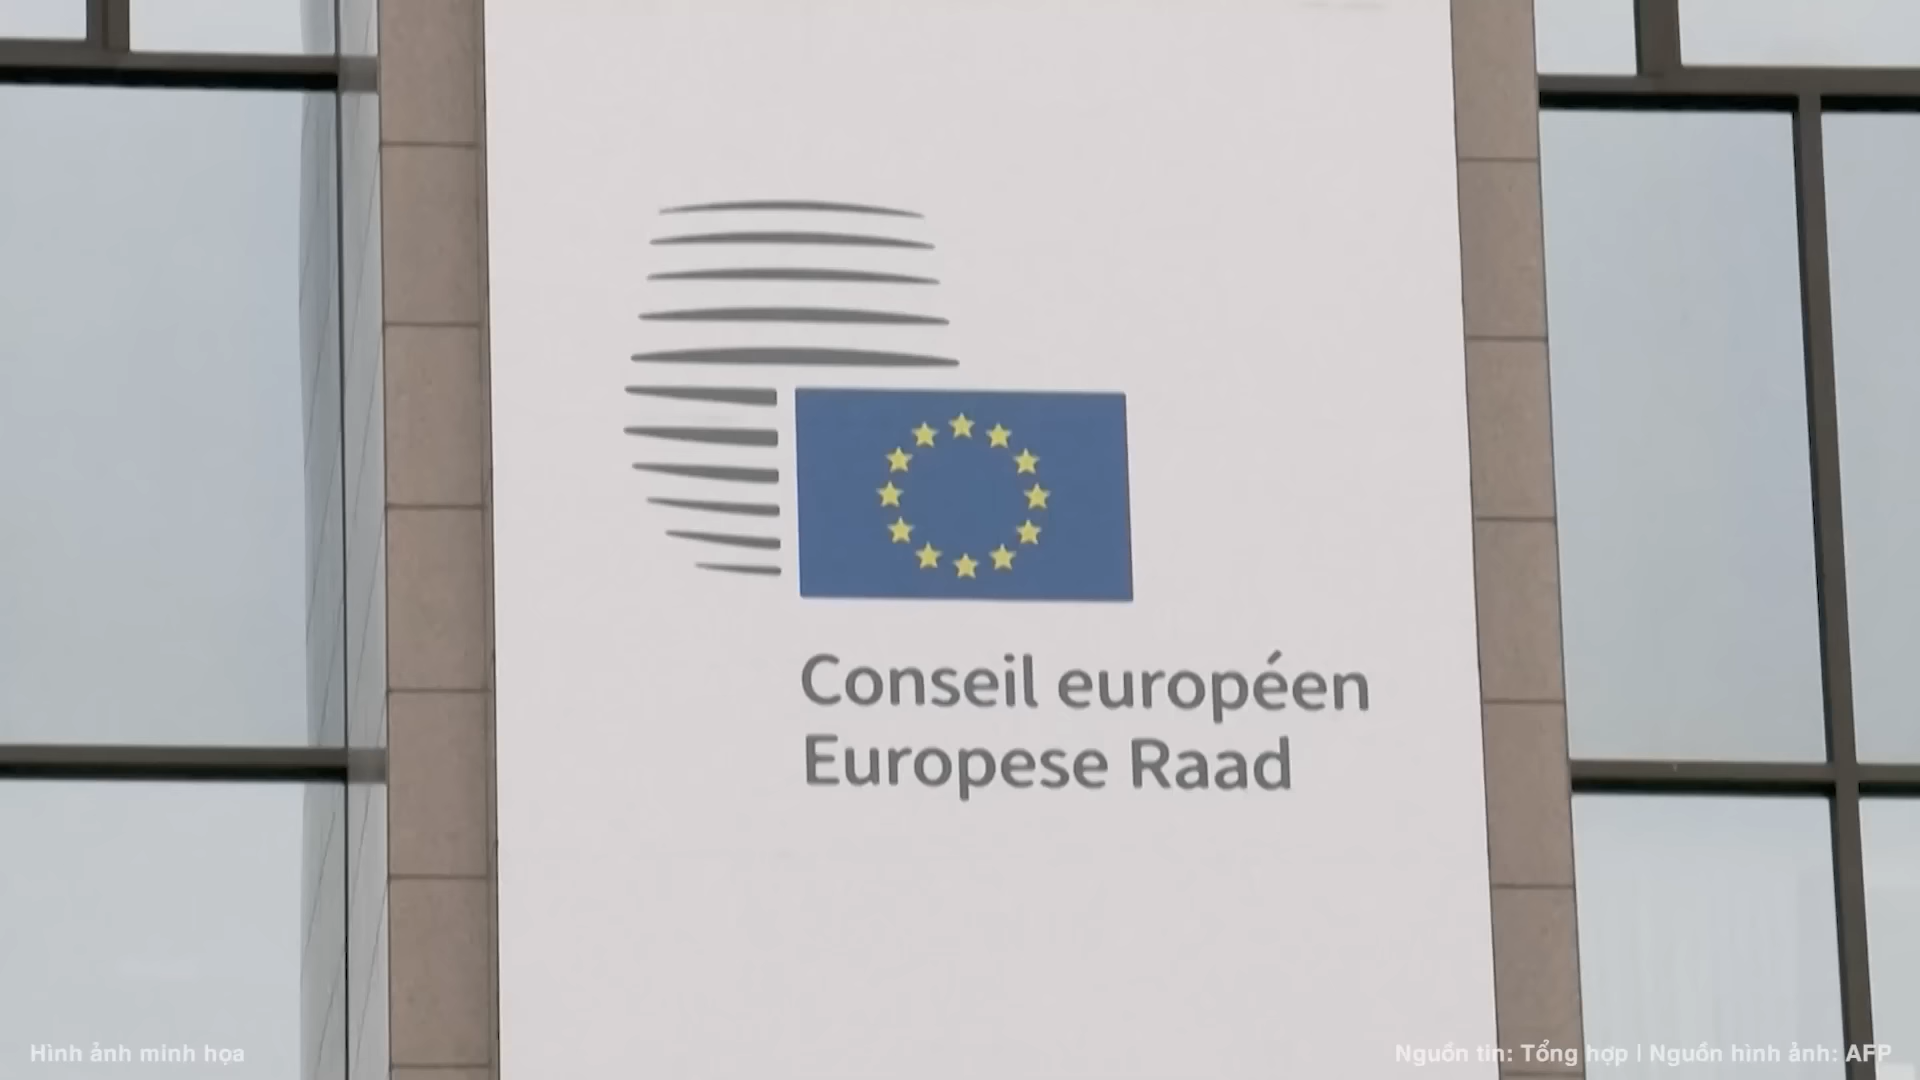 Conseil européen
Europese Raad
Hình ảnh minh họa
Nguồn tin: Tổng hợp | Nguồn hình ảnh: AFP